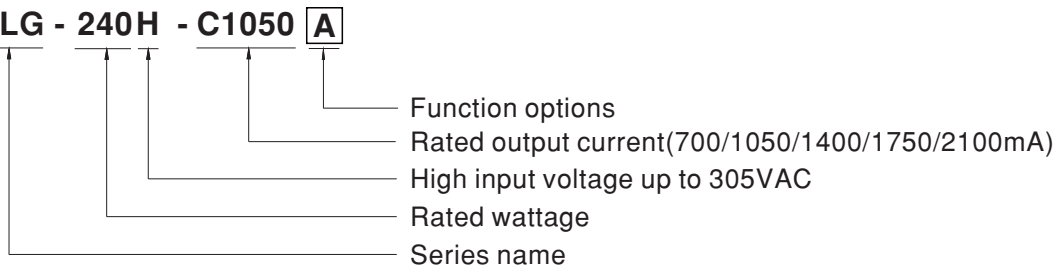 LG - 240H - C1050 A
Function options
Rated output current(700/1050/1400/1750/2100mA)
High input voltage up to 305VAC
Rated wattage
Series name